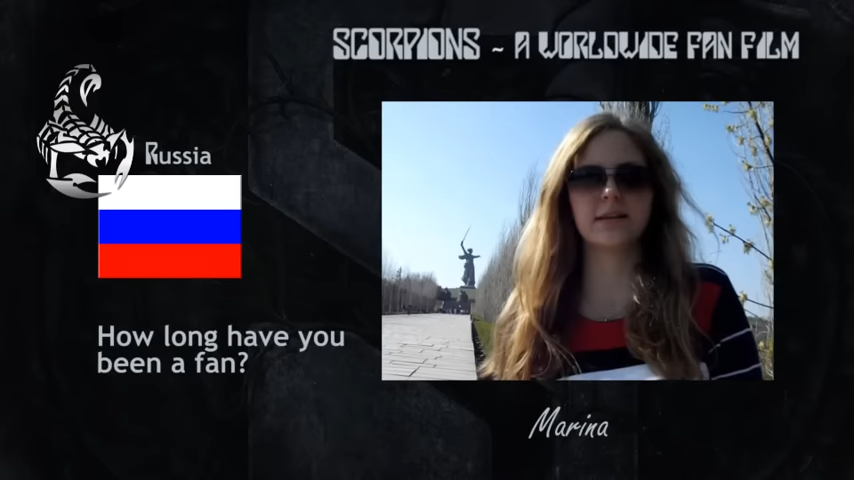 SCORPIONS ~ A WORLDWIDE FAN FILM
Russia
How long have you
been a fan?
Marina